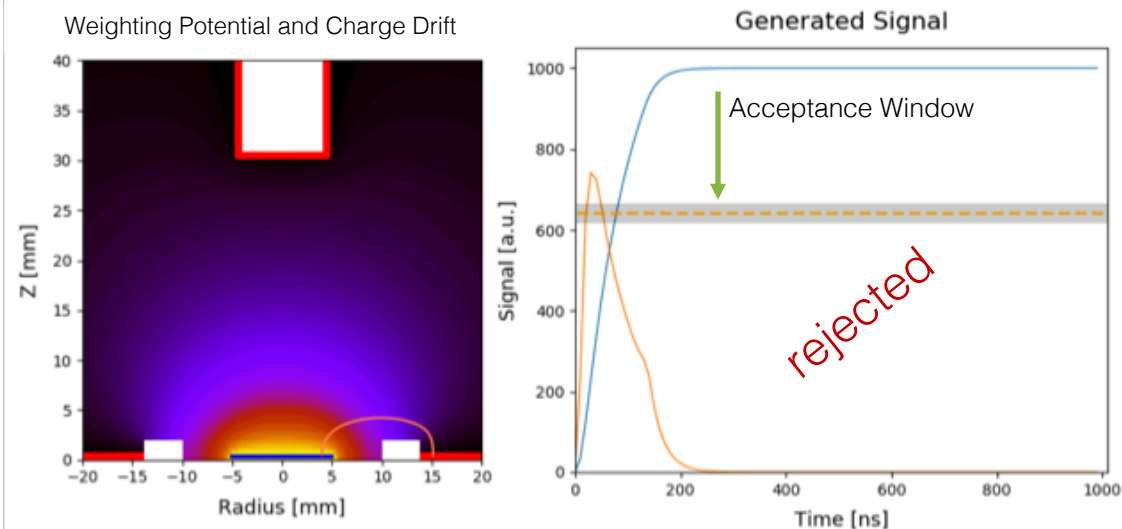 Weighting Potential and Charge Drift
40
35
30
25
20
15
10
5
0
Z [mm]
−20 −15 −10 −5 0 5 10 15 20
Radius [mm]
Generated Signal
1000
800
600
400
200
0
Signal [a.u.]
Acceptance Window
rejected
0 200 400 600 800 1000
Time [ns]